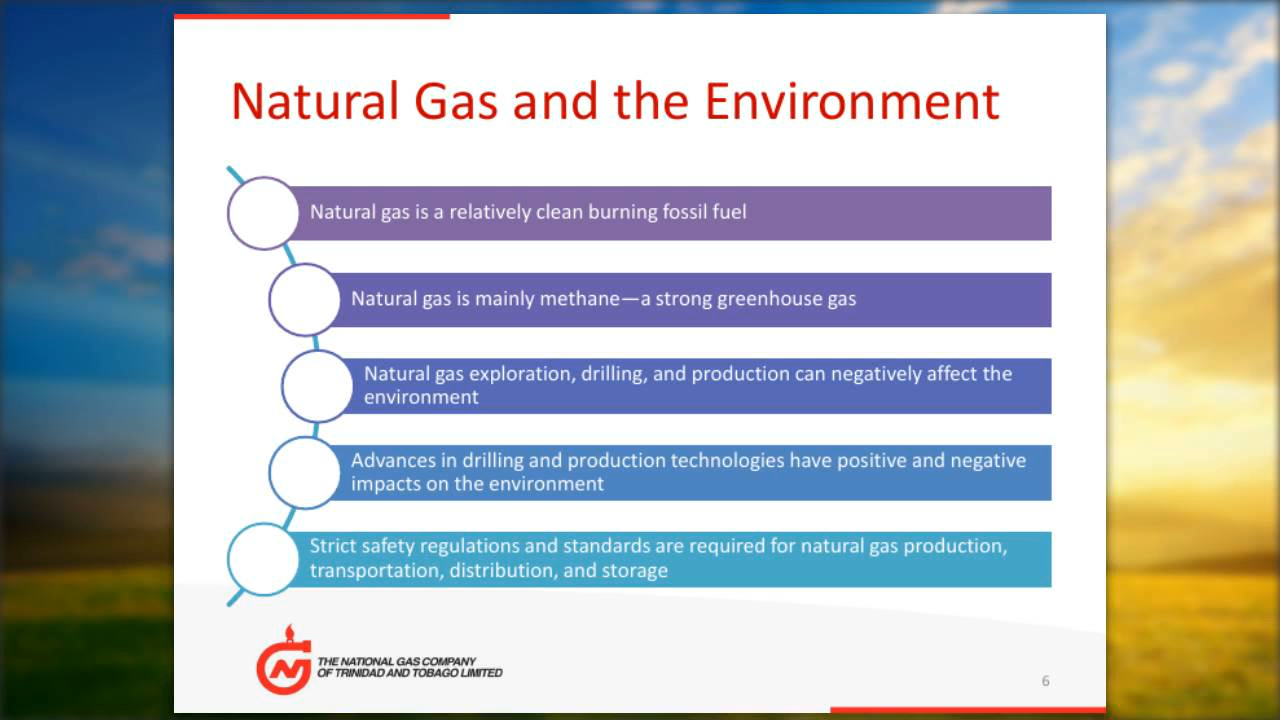 Natural Gas and the Environment
Natural gas is a relatively clean burning fossil fuel
Natural gas is mainly methane—a strong greenhouse gas
Natural gas exploration, drilling, and production can negatively affect the
environment
Advances in drilling and production technologies have positive and negative
impacts on the environment
Strict safety regulations and standards are required for natural gas production,
transportation, distribution, and storage
THE NATIONAL GAS COMPANY
OF TRINIDAD AND TOBAGO LIMITED
6